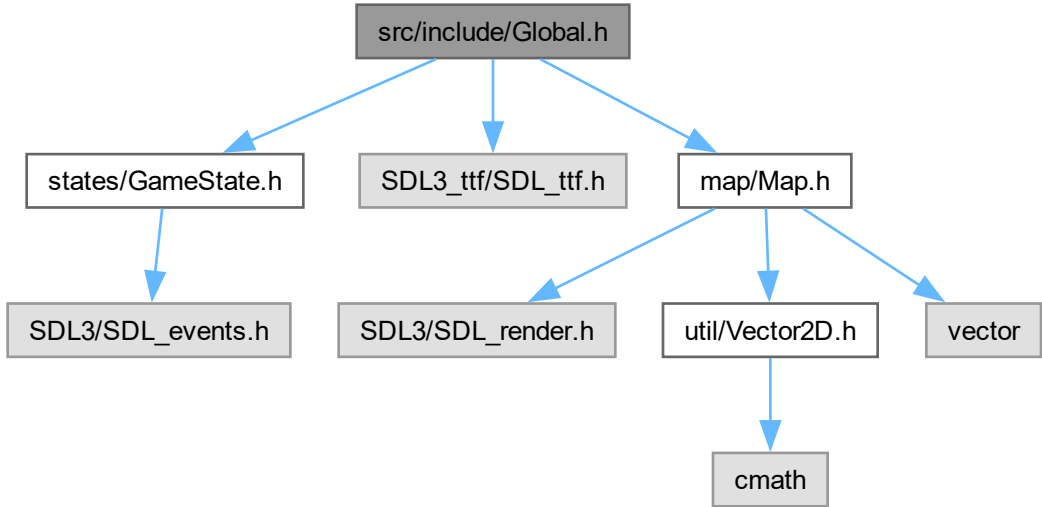 src/include/Global.h
states/GameState.h
SDL3_ttf/SDL_ttf.h
map/Map.h
SDL3/SDL_events.h
SDL3/SDL_render.h
util/Vector2D.h
vector
cmath